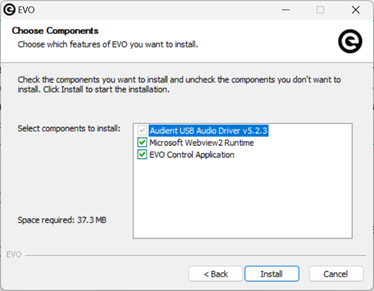 EVO
Choose Components
Choose which features of EVO you want to install.
Check the components you want to install and uncheck the components you don't want to
install. Click Install to start the installation.
Select components to install:
Audient USB Audio Driver v5.2.3
Microsoft Webview2 Runtime
EVO Control Application
Space required: 37.3 MB
EVO
< Back
Install
Cancel